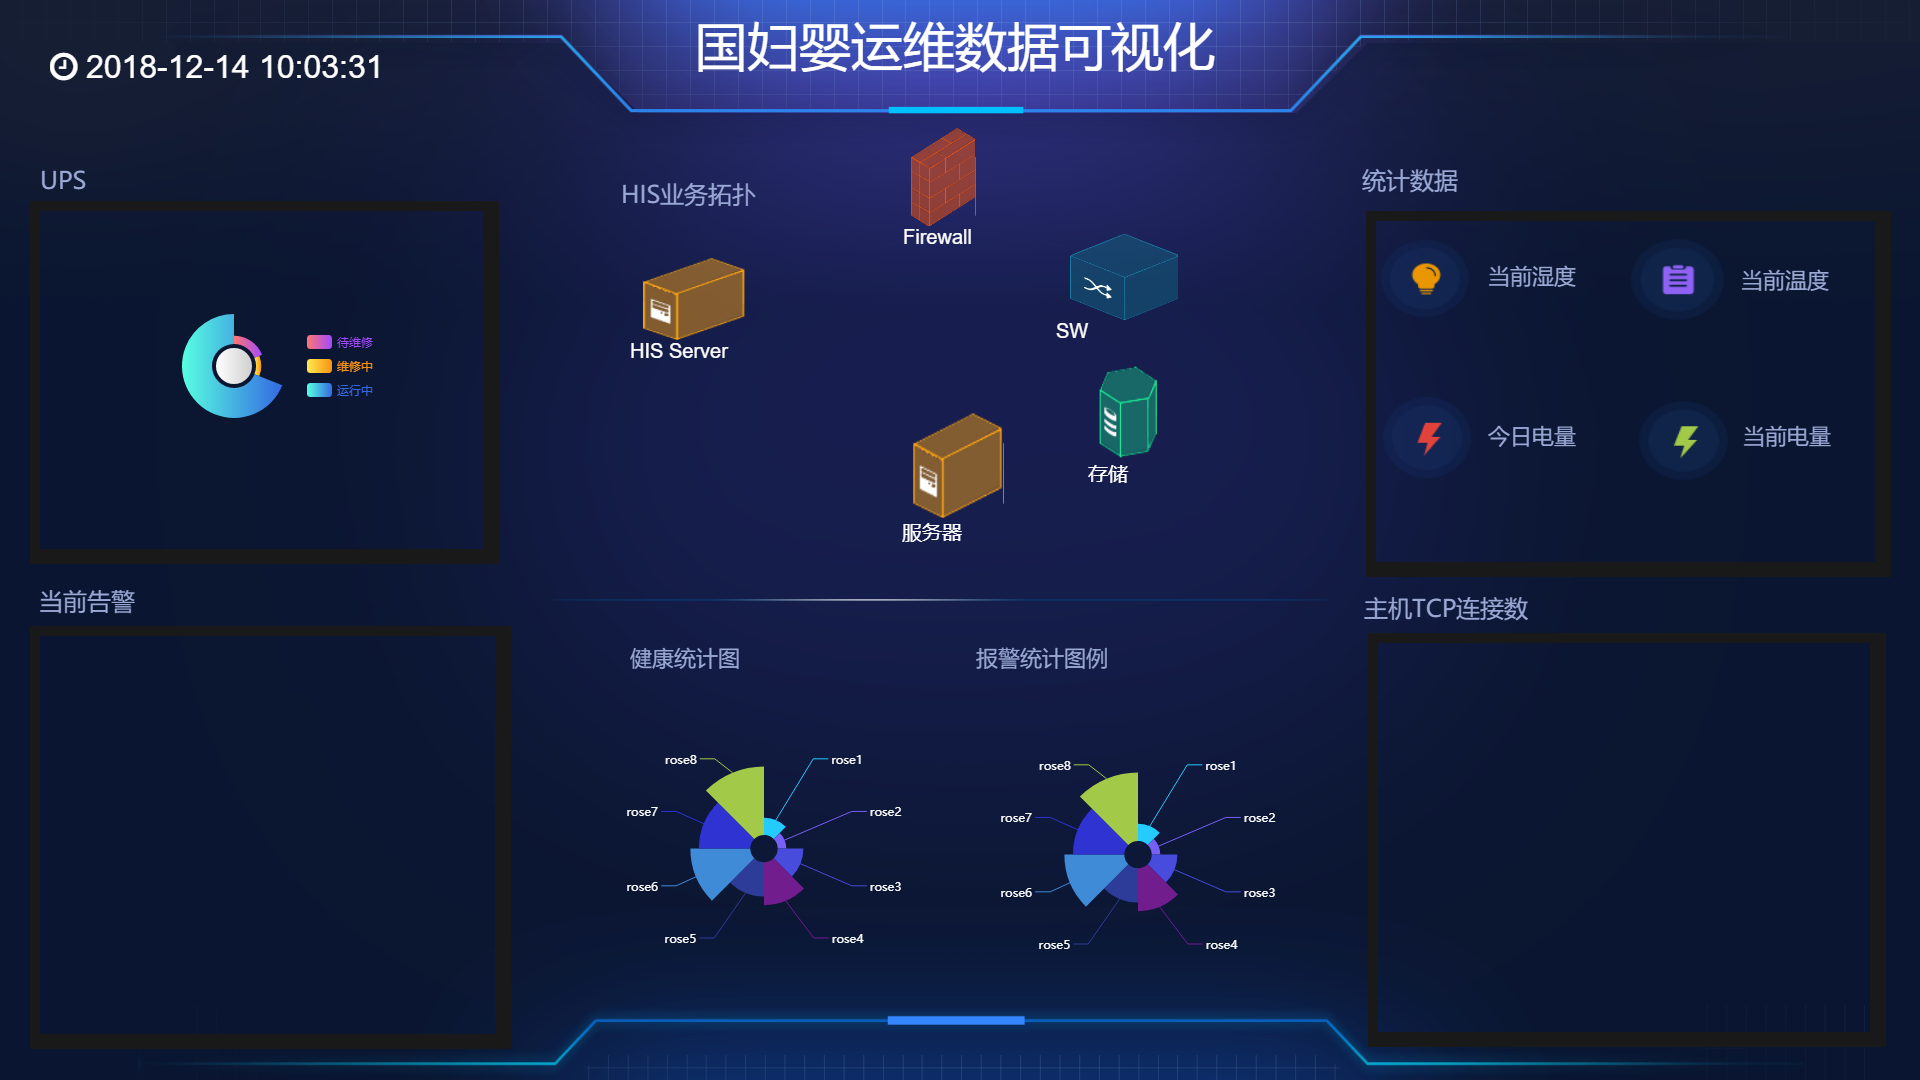 国妇婴运维数据可视化
2018-12-14 10:03:31
UPS
待维修
维修中
运行中
当前告警
HIS业务拓扑
Firewall
HIS Server
SW
存储
服务器
健康统计图
rose8
rose1
rose7
rose2
rose6
rose3
rose5
rose4
报警统计图例
rose8
rose1
rose7
rose2
rose6
rose3
rose5
rose4
统计数据
当前湿度
当前温度
今日电量
当前电量
主机TCP连接数